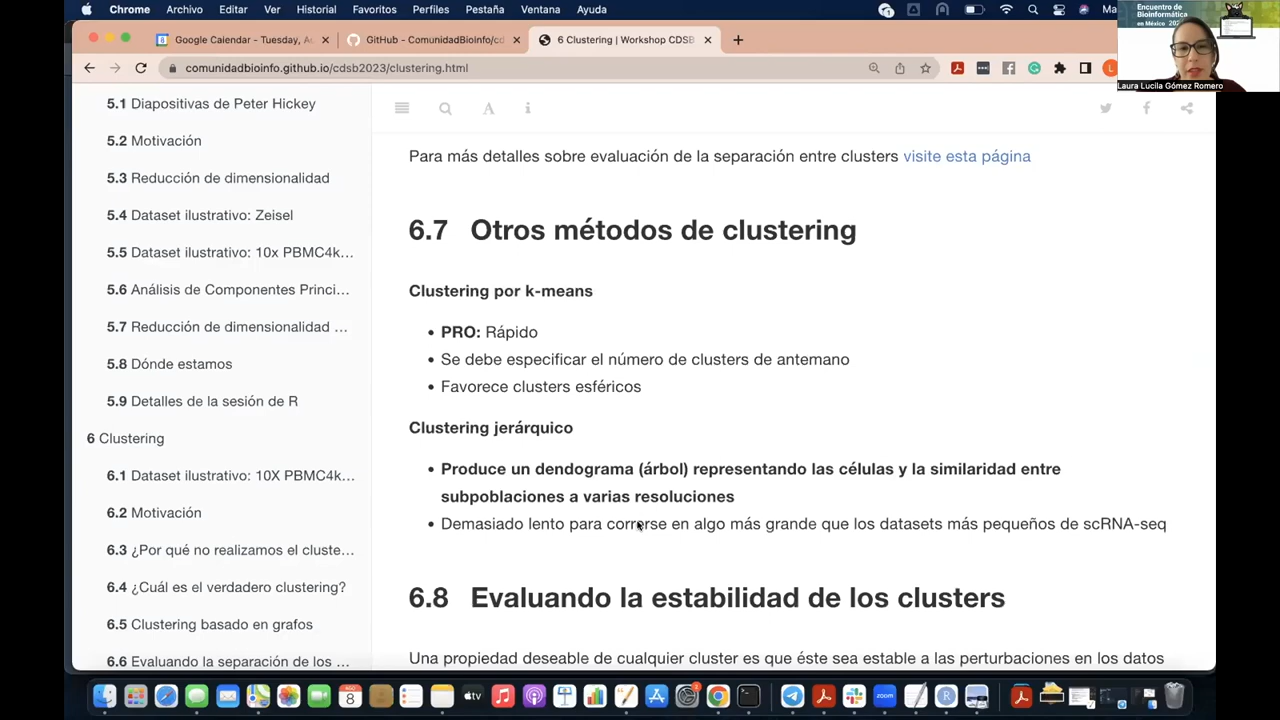 Chrome Archivo Editar Ver Historial Favoritos Perfiles Pestaña Ventana Ayuda
Encuentro de
Bioinformática
en México
Laura Lucila Gómez Romero
Google Caiendar - Tuesday, A
GitHub - ComunidadBioInfo/cd
6 Clustering | Workshop CDSB
comunidadbioinfo.github.io/cdsb2023/clustering.html
5.1 Diapositivas de Peter Hickey
5.2 Motivación
5.3 Reducción de dimensionalidad
5.4 Dataset ilustrativo: Zeisel
5.5 Dataset ilustrativo: 10x PBMC4k...
5.6 Análisis de Componentes Princi...
5.7 Reducción de dimensionalidad ...
5.8 Dónde estamos
5.9 Detalles de la sesión de R
6 Clustering
6.1 Dataset ilustrativo: 10X PBMC4k...
6.2 Motivación
6.3 ¿Por qué no realizamos el cluste...
6.4 ¿Cuál es el verdadero clustering?
6.5 Clustering basado en grafos
6.6 Evaluando la separación de los ...
Para más detalles sobre evaluación de la separación entre clusters visite esta página
6.7 Otros métodos de clustering
Clustering por k-means
• PRO: Rápido
• Se debe especificar el número de clusters de antemano
• Favorece clusters esféricos
Clustering jerárquico
• Produce un dendograma (árbol) representando las células y la similaridad entre
subpoblaciones a varias resoluciones
• Demasiado lento para correrse en algo más grande que los datasets más pequeños de scRNA-seq
6.8 Evaluando la estabilidad de los clusters
Una propiedad deseable de cualquier cluster es que éste sea estable a las perturbaciones en los datos